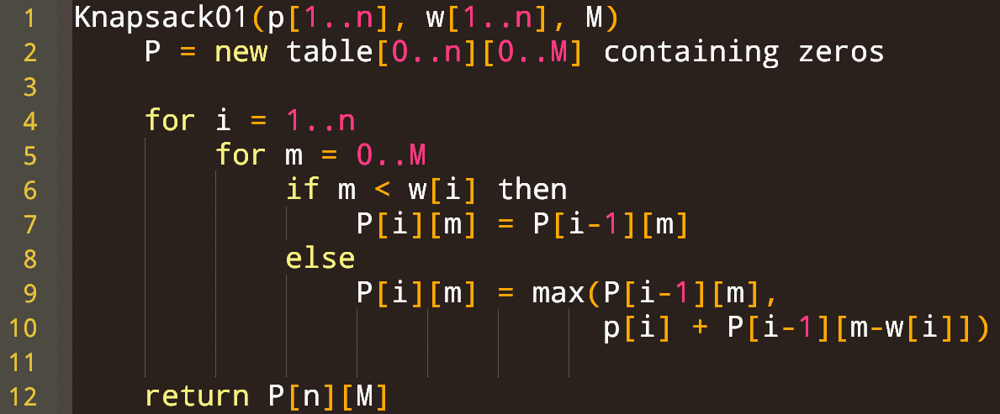 1 Knapsack01(p[1..n], w[1..n], M)
2     P = new table[0..n][0..M] containing zeros
3
4     for i = 1..n
5         for m = 0..M
6             if m < w[i] then
7                 P[i][m] = P[i-1][m]
8             else
9                 P[i][m] = max(P[i-1][m],
10                               p[i] + P[i-1][m-w[i]])
11
12    return P[n][M]